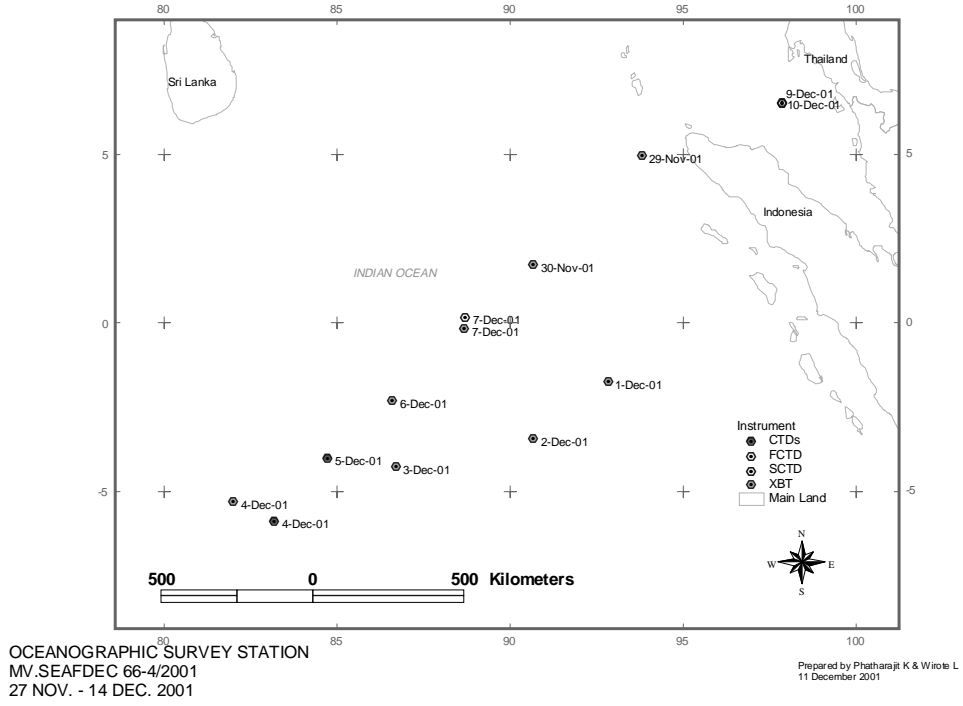 80 85 90 95 100
Sri Lanka
Thailand
9-Dec-01
10-Dec-01
5 5
29-Nov-01
Indonesia
30-Nov-01
INDIAN OCEAN
7-Dec-01
0 0
7-Dec-01
1-Dec-01
6-Dec-01
2-Dec-01
5-Dec-01
3-Dec-01
Instrument
CTDs
FCTD
SCTD
XBT
Main Land
-5 -5
4-Dec-01
4-Dec-01
N
W E
S
500 0 500 Kilometers
80 85 90 95 100
OCEANOGRAPHIC SURVEY STATION
MV.SEAFDEC 66-4/2001
27 NOV. - 14 DEC. 2001
Prepared by Phatharajit K & Wirote L
11 December 2001